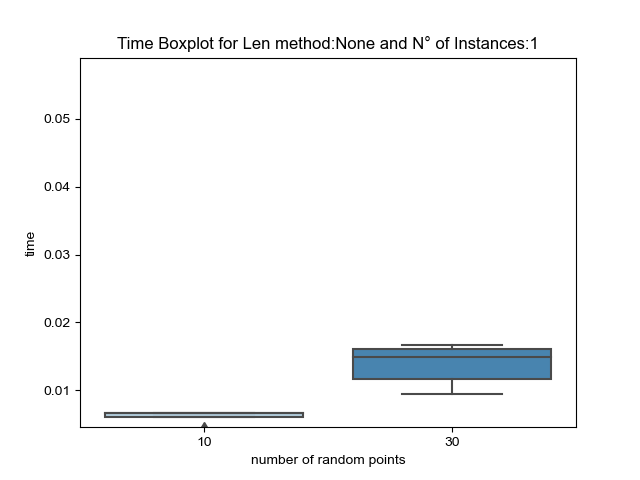 Time Boxplot for Len method:None and N° of Instances:1
0.05
0.04
0.03
0.02
0.01
time
10 30
number of random points